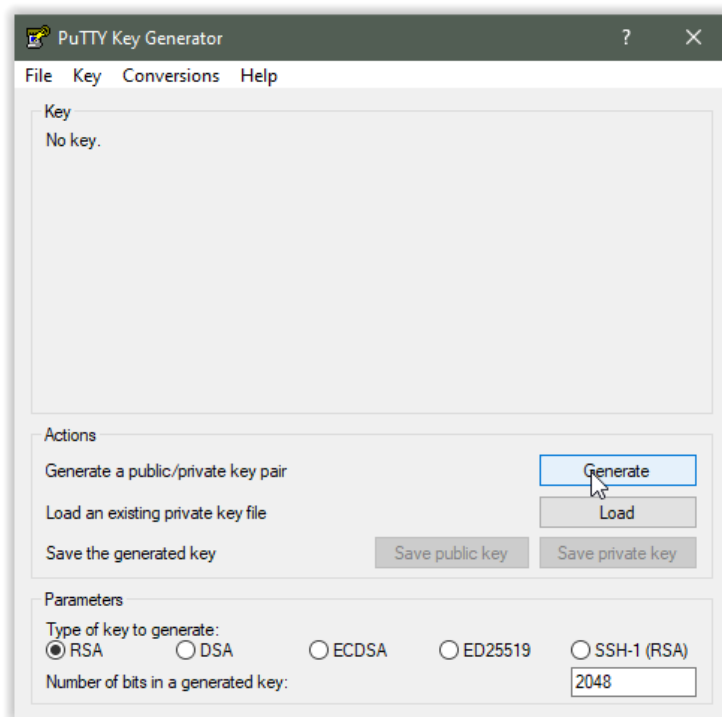 PuTTY Key Generator ?
File Key Conversions Help
Key
No key.
Actions
Generate a public/private key pair Generate
Load an existing private key file Load
Save the generated key Save public key Save private key
Parameters
Type of key to generate:
RSA DSA ECDSA ED25519 SSH-1 (RSA)
Number of bits in a generated key: 2048